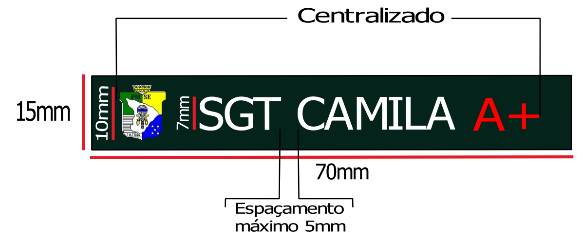 Centralizado
15mm
10mm
7mm
SGT CAMILA A+
70mm
Espaçamento
máximo 5mm